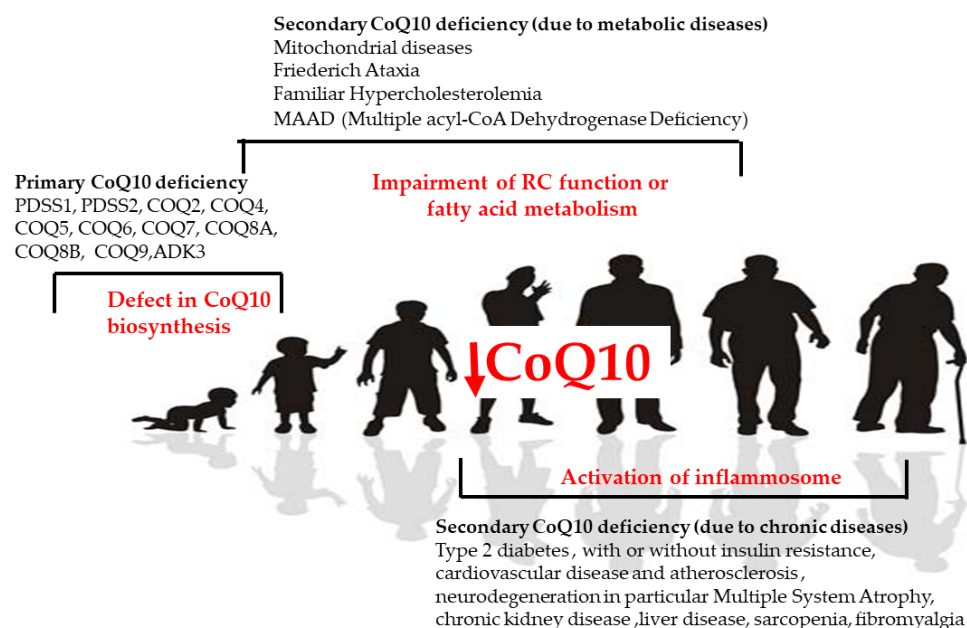 Secondary CoQ10 deficiency (due to metabolic diseases)
Mitochondrial diseases
Friederich Ataxia
Familiar Hypercholesterolemia
MAAD (Multiple acyl-CoA Dehydrogenase Deficiency)
Primary CoQ10 deficiency
PDSS1, PDSS2, COQ2, COQ4,
COQ5, COQ6, COQ7, COQ8A,
COQ8B, COQ9,ADK3
Impairment of RC function or
fatty acid metabolism
Defect in CoQ10
biosynthesis
↓CoQ10
Activation of inflammosome
Secondary CoQ10 deficiency (due to chronic diseases)
Type 2 diabetes , with or without insulin resistance,
cardiovascular disease and atherosclerosis ,
neurodegeneration in particular Multiple System Atrophy,
chronic kidney disease ,liver disease, sarcopenia, fibromyalgia